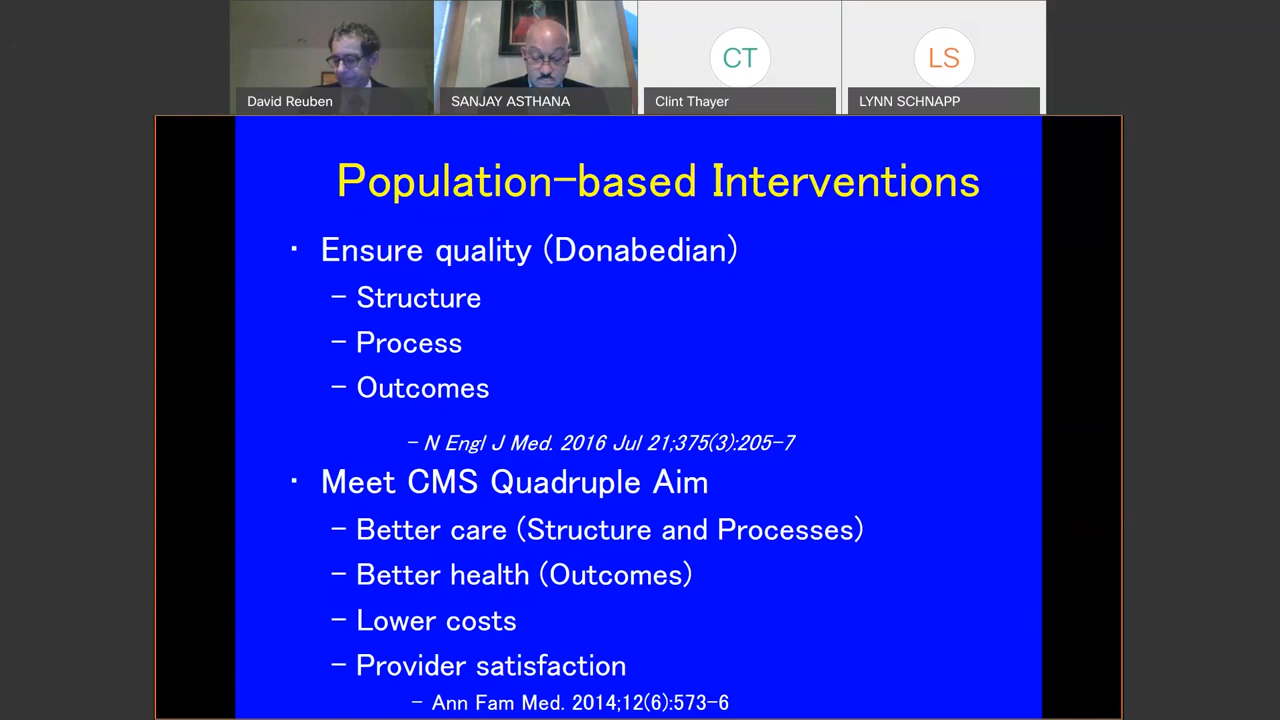 CT
LS
David Reuben
SANJAY ASTHANA
Clint Thayer
LYNN SCHNAPP
Population-based Interventions
· Ensure quality (Donabedian)
– Structure
– Process
– Outcomes
– N Engl J Med. 2016 Jul 21;375(3):205-7
· Meet CMS Quadruple Aim
– Better care (Structure and Processes)
– Better health (Outcomes)
– Lower costs
– Provider satisfaction
– Ann Fam Med. 2014;12(6):573-6